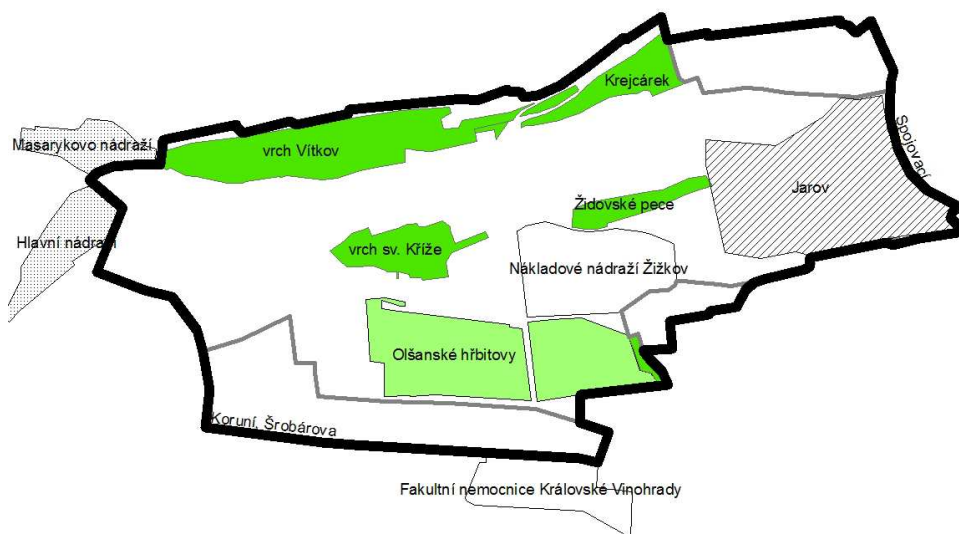 Krejcárek
Masarykovo nádraží
vrch Vítkov
Spojovací
Jarov
Židovské pece
Hlavní nádraží
vrch sv. Kříže
Nákladové nádraží Žižkov
Olšanské hřbitovy
Koruní, Šrobárova
Fakultní nemocnice Královské Vinohrady